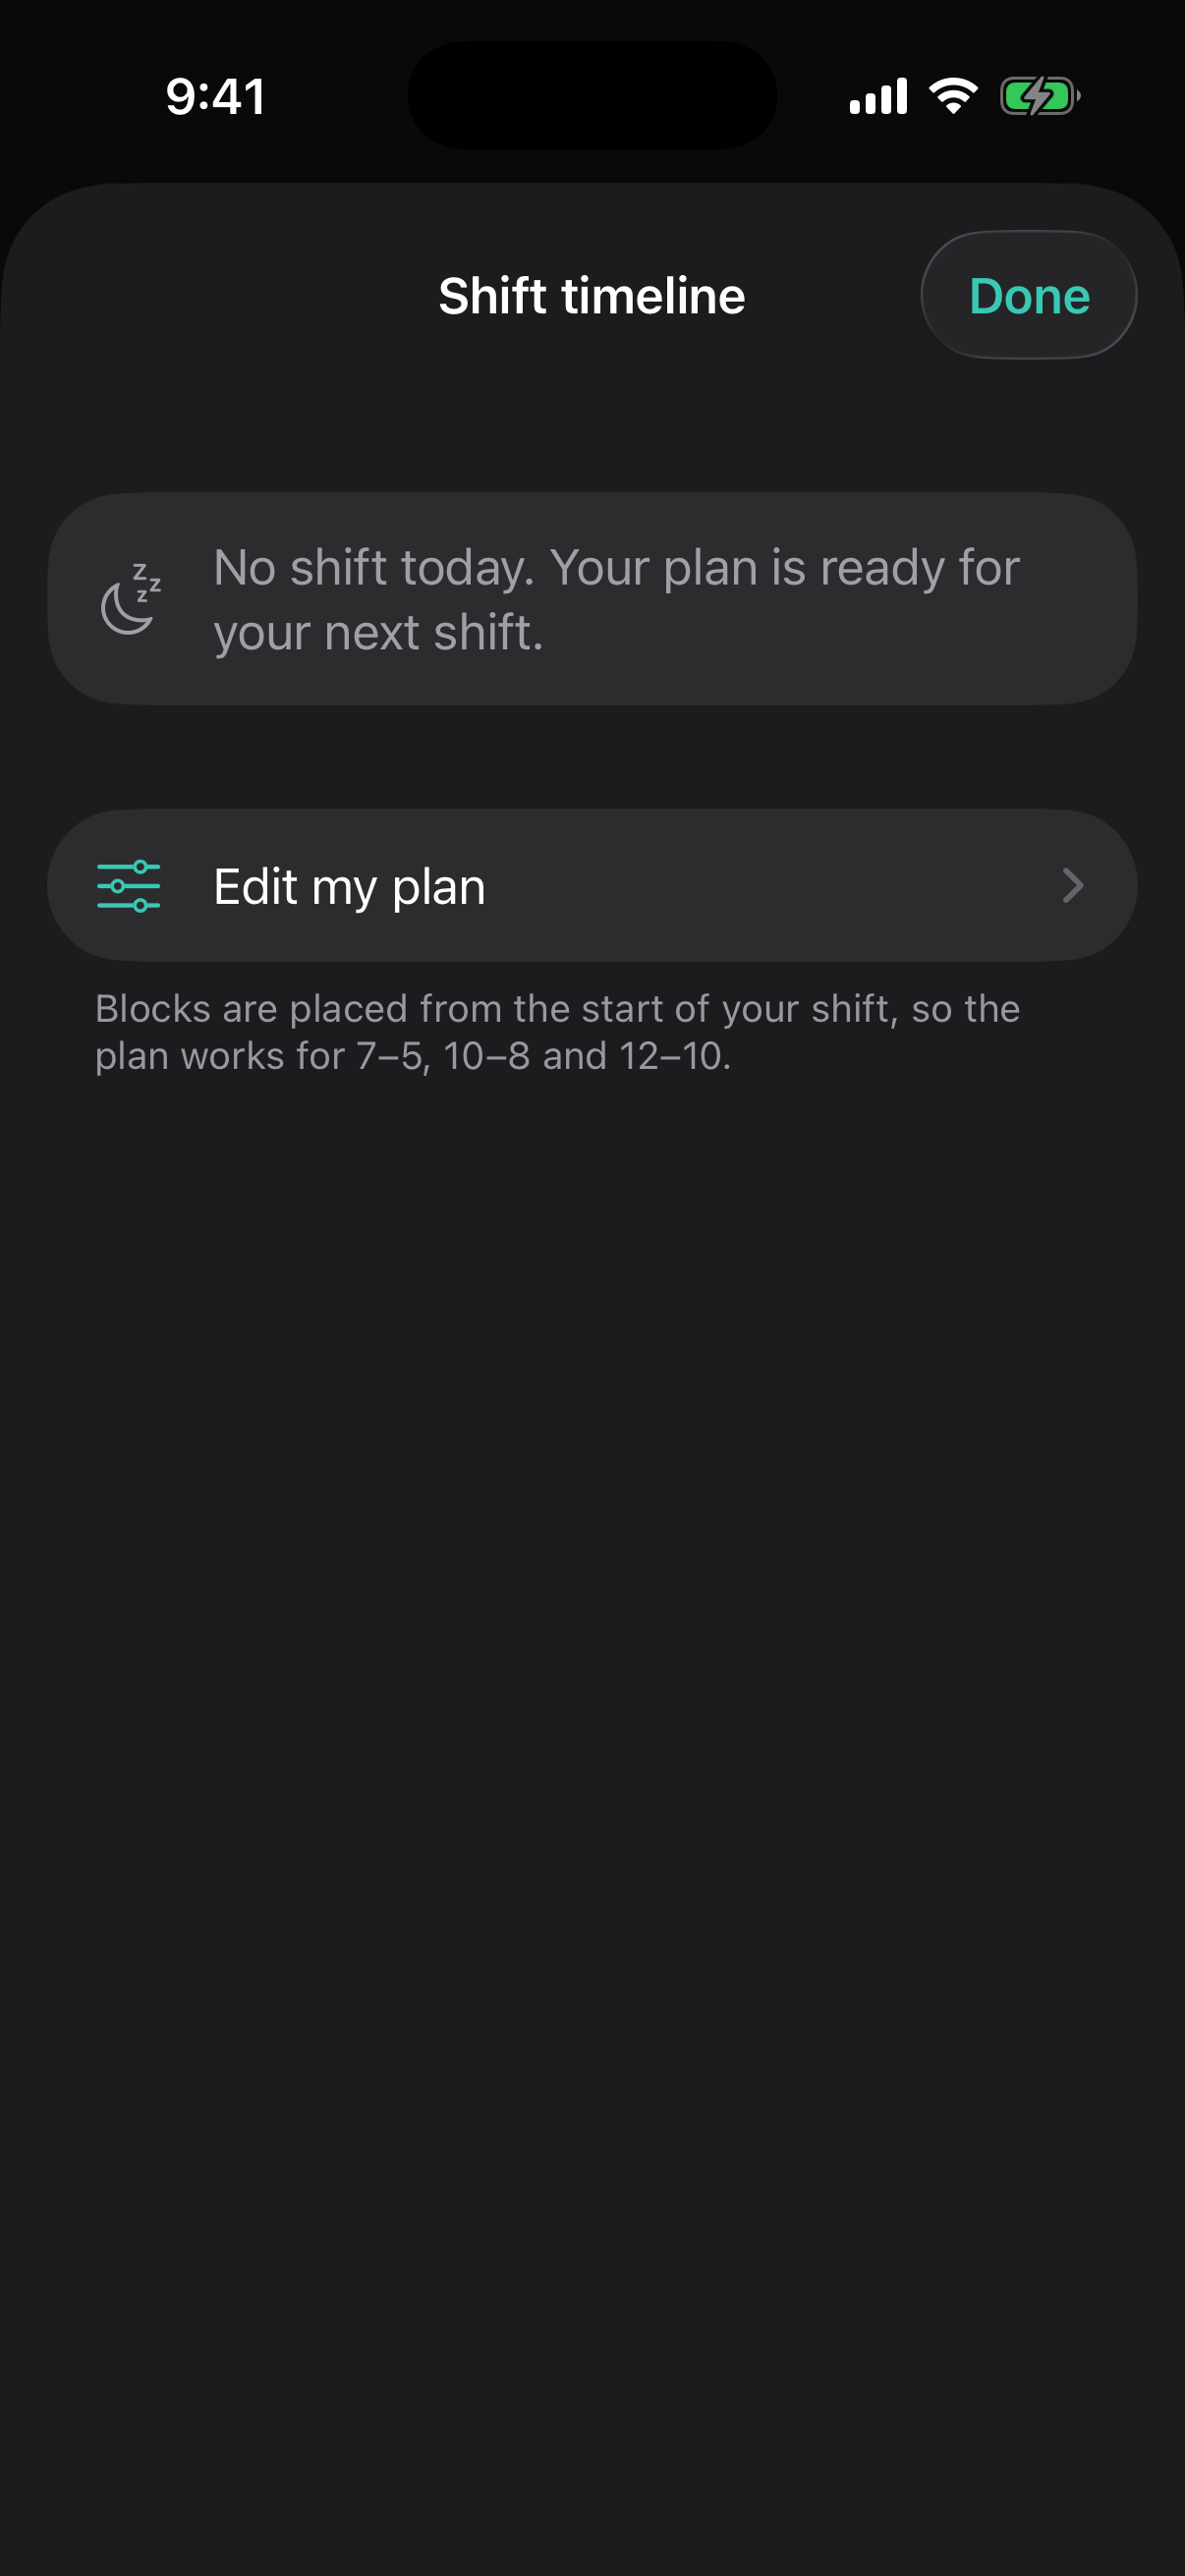 9:41
Shift timeline
Done
No shift today. Your plan is ready for
your next shift.
Edit my plan
Blocks are placed from the start of your shift, so the
plan works for 7–5, 10–8 and 12–10.